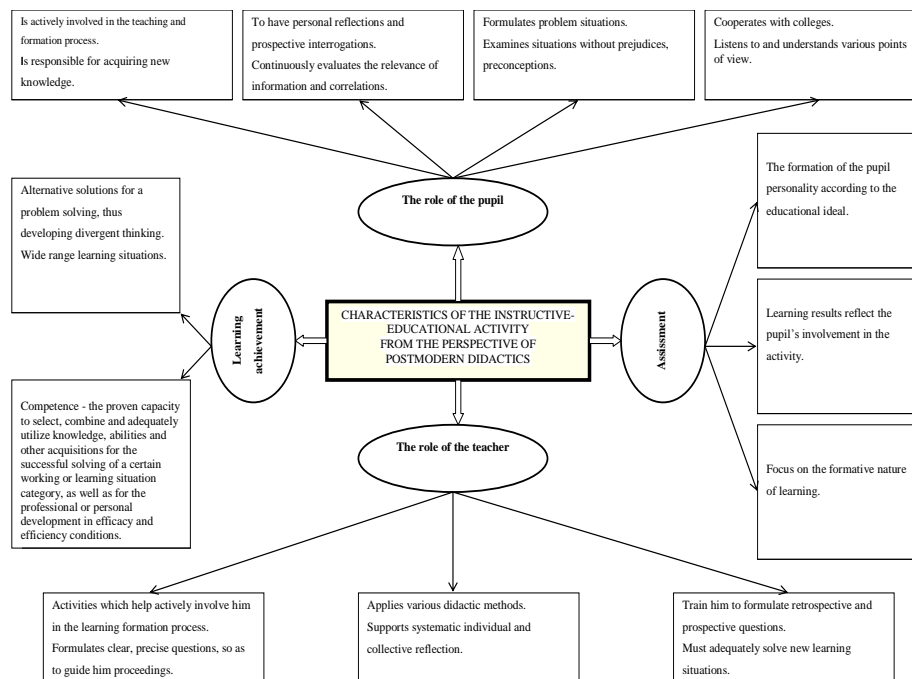 Is actively involved in the teaching and
formation process.
Is responsible for acquiring new
knowledge.
To have personal reflections and
prospective interrogations.
Continuously evaluates the relevance of
information and correlations.
Formulates problem situations.
Examines situations without prejudices,
preconceptions.
Cooperates with colleges.
Listens to and understands various points
of view.
The role of the pupil
Alternative solutions for a
problem solving, thus
developing divergent thinking.
Wide range learning situations.
The formation of the pupil
personality according to the
educational ideal.
Learning
achievement
CHARACTERISTICS OF THE INSTRUCTIVE-
EDUCATIONAL ACTIVITY
FROM THE PERSPECTIVE OF
POSTMODERN DIDACTICS
Assissment
Learning results reflect the
pupil's involvement in the
activity.
Competence - the proven capacity
to select, combine and adequately
utilize knowledge, abilities and
other acquisitions for the
successful solving of a certain
working or learning situation
category, as well as for the
professional or personal
development in efficacy and
efficiency conditions.
The role of the teacher
Focus on the formative nature
of learning.
Activities which help actively involve him
in the learning formation process.
Formulates clear, precise questions, so as
to guide him proceedings.
Applies various didactic methods.
Supports systematic individual and
collective reflection.
Train him to formulate retrospective and
prospective questions.
Must adequately solve new learning
situations.